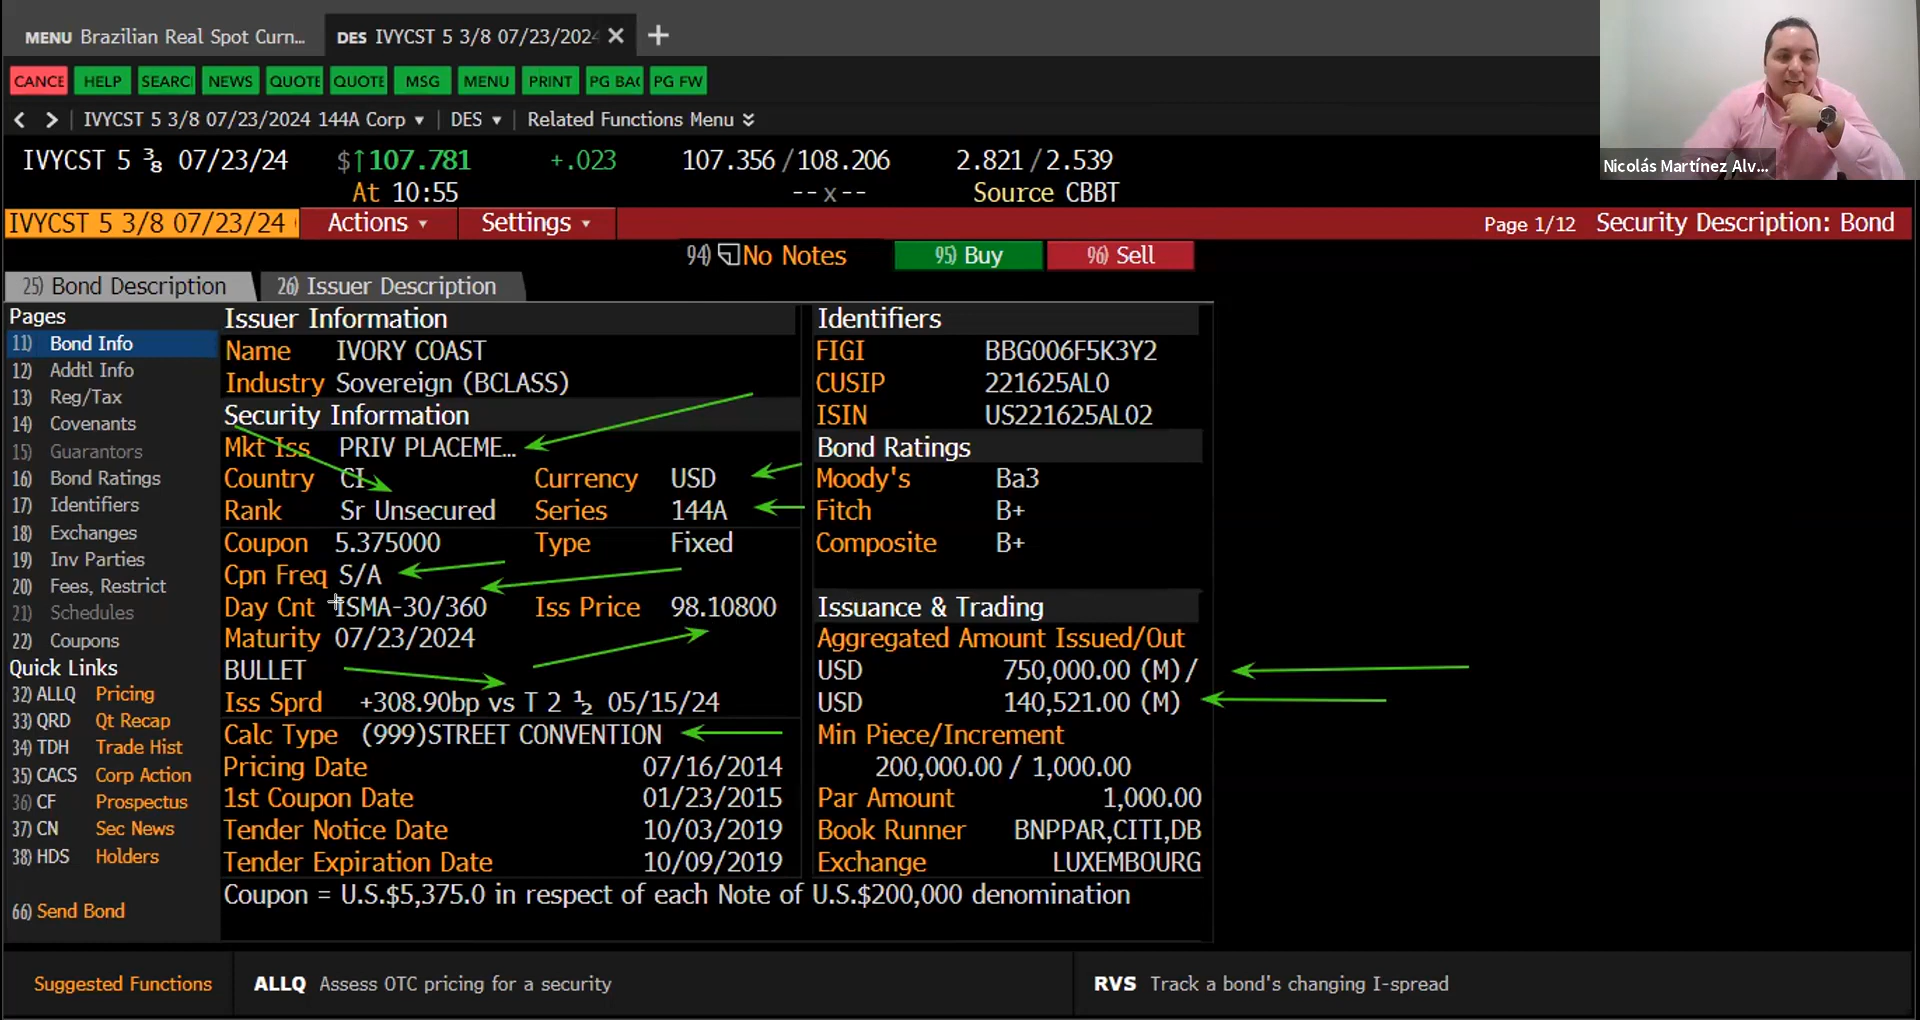 MENU Brazilian Real Spot Curn... DES IVYCST 5 3/8 07/23/2024 × +
CANCE HELP SEARC NEWS QUOTE QUOTE MSG MENU PRINT PG BAC PG FW
< > IVYCST 5 3/8 07/23/2024 144A Corp ▾ DES ▾ Related Functions Menu
Nicolás Martínez Alv...
IVYCST 5 3/8 07/23/24 $↑107.781 +.023 107.356/108.206 2.821/2.539
At 10:55 --x-- Source CBBT
IVYCST 5 3/8 07/23/24 Actions ▾ Settings ▾ Page 1/12 Security Description: Bond
94) No Notes 95) Buy 96) Sell
25) Bond Description 26) Issuer Description
Pages
11) Bond Info
12) Addtl Info
13) Reg/Tax
14) Covenants
15) Guarantors
16) Bond Ratings
17) Identifiers
18) Exchanges
19) Inv Parties
20) Fees, Restrict
21) Schedules
22) Coupons
Quick Links
32) ALLQ Pricing
33) QRD Qt Recap
34) TDH Trade Hist
35) CACS Corp Action
36) CF Prospectus
37) CN Sec News
38) HDS Holders
66) Send Bond
Issuer Information
Name IVORY COAST
Industry Sovereign (BCLASS)
Security Information
Mkt Iss PRIV PLACEME...
Country CI Currency USD
Rank Sr Unsecured Series 144A
Coupon 5.375000 Type Fixed
Cpn Freq S/A
Day Cnt ISMA-30/360 Iss Price 98.10800
Maturity 07/23/2024
BULLET
Iss Sprd +308.90bp vs T 2 1/2 05/15/24
Calc Type (999)STREET CONVENTION
Pricing Date 07/16/2014
1st Coupon Date 01/23/2015
Tender Notice Date 10/03/2019
Tender Expiration Date 10/09/2019
Identifiers
FIGI BBG006F5K3Y2
CUSIP 221625AL0
ISIN US221625AL02
Bond Ratings
Moody's Ba3
Fitch B+
Composite B+
Issuance & Trading
Aggregated Amount Issued/Out
USD 750,000.00 (M)/
USD 140,521.00 (M)
Min Piece/Increment
200,000.00 / 1,000.00
Par Amount 1,000.00
Book Runner BNPPAR,CITI,DB
Exchange LUXEMBOURG
Coupon = U.S.$5,375.0 in respect of each Note of U.S.$200,000 denomination
Suggested Functions ALLQ Assess OTC pricing for a security RVS Track a bond's changing I-spread